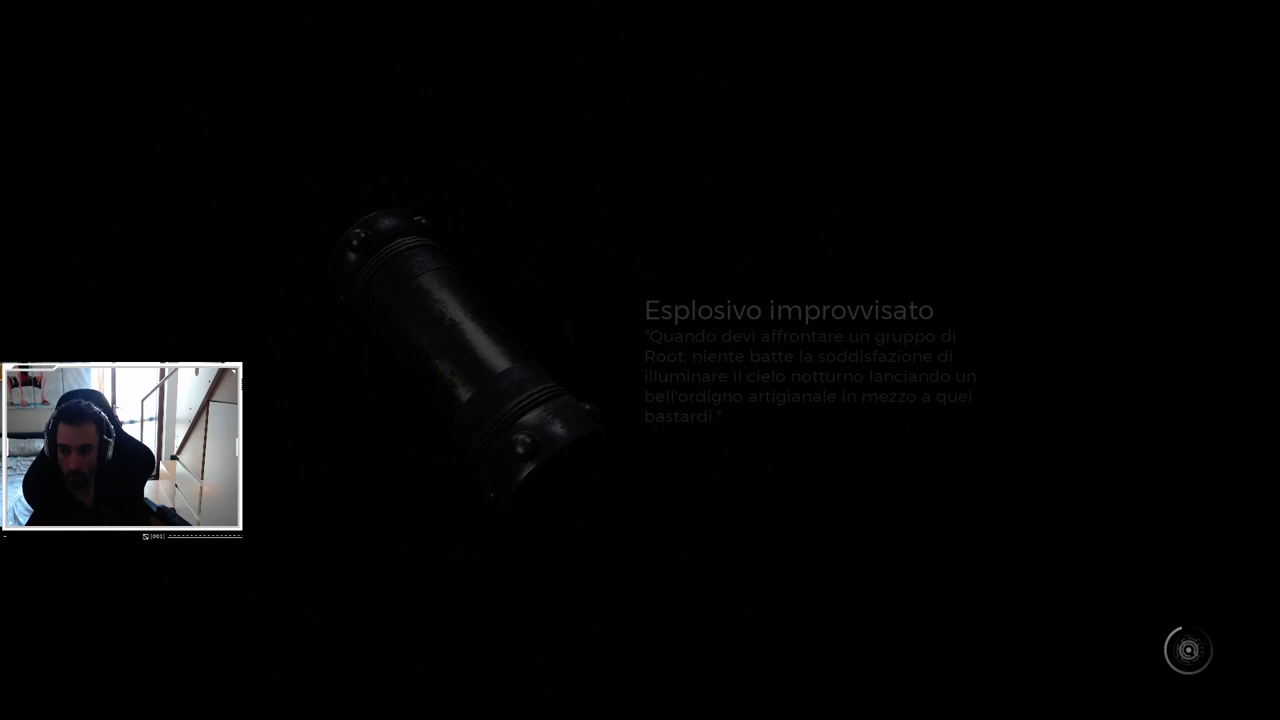 Esplosivo improvvisato
"Quando devi affrontare un gruppo di
Root, niente batte la soddisfazione di
illuminare il cielo notturno lanciando un
bell'ordigno artigianale in mezzo a quei
bastardi."
[001]